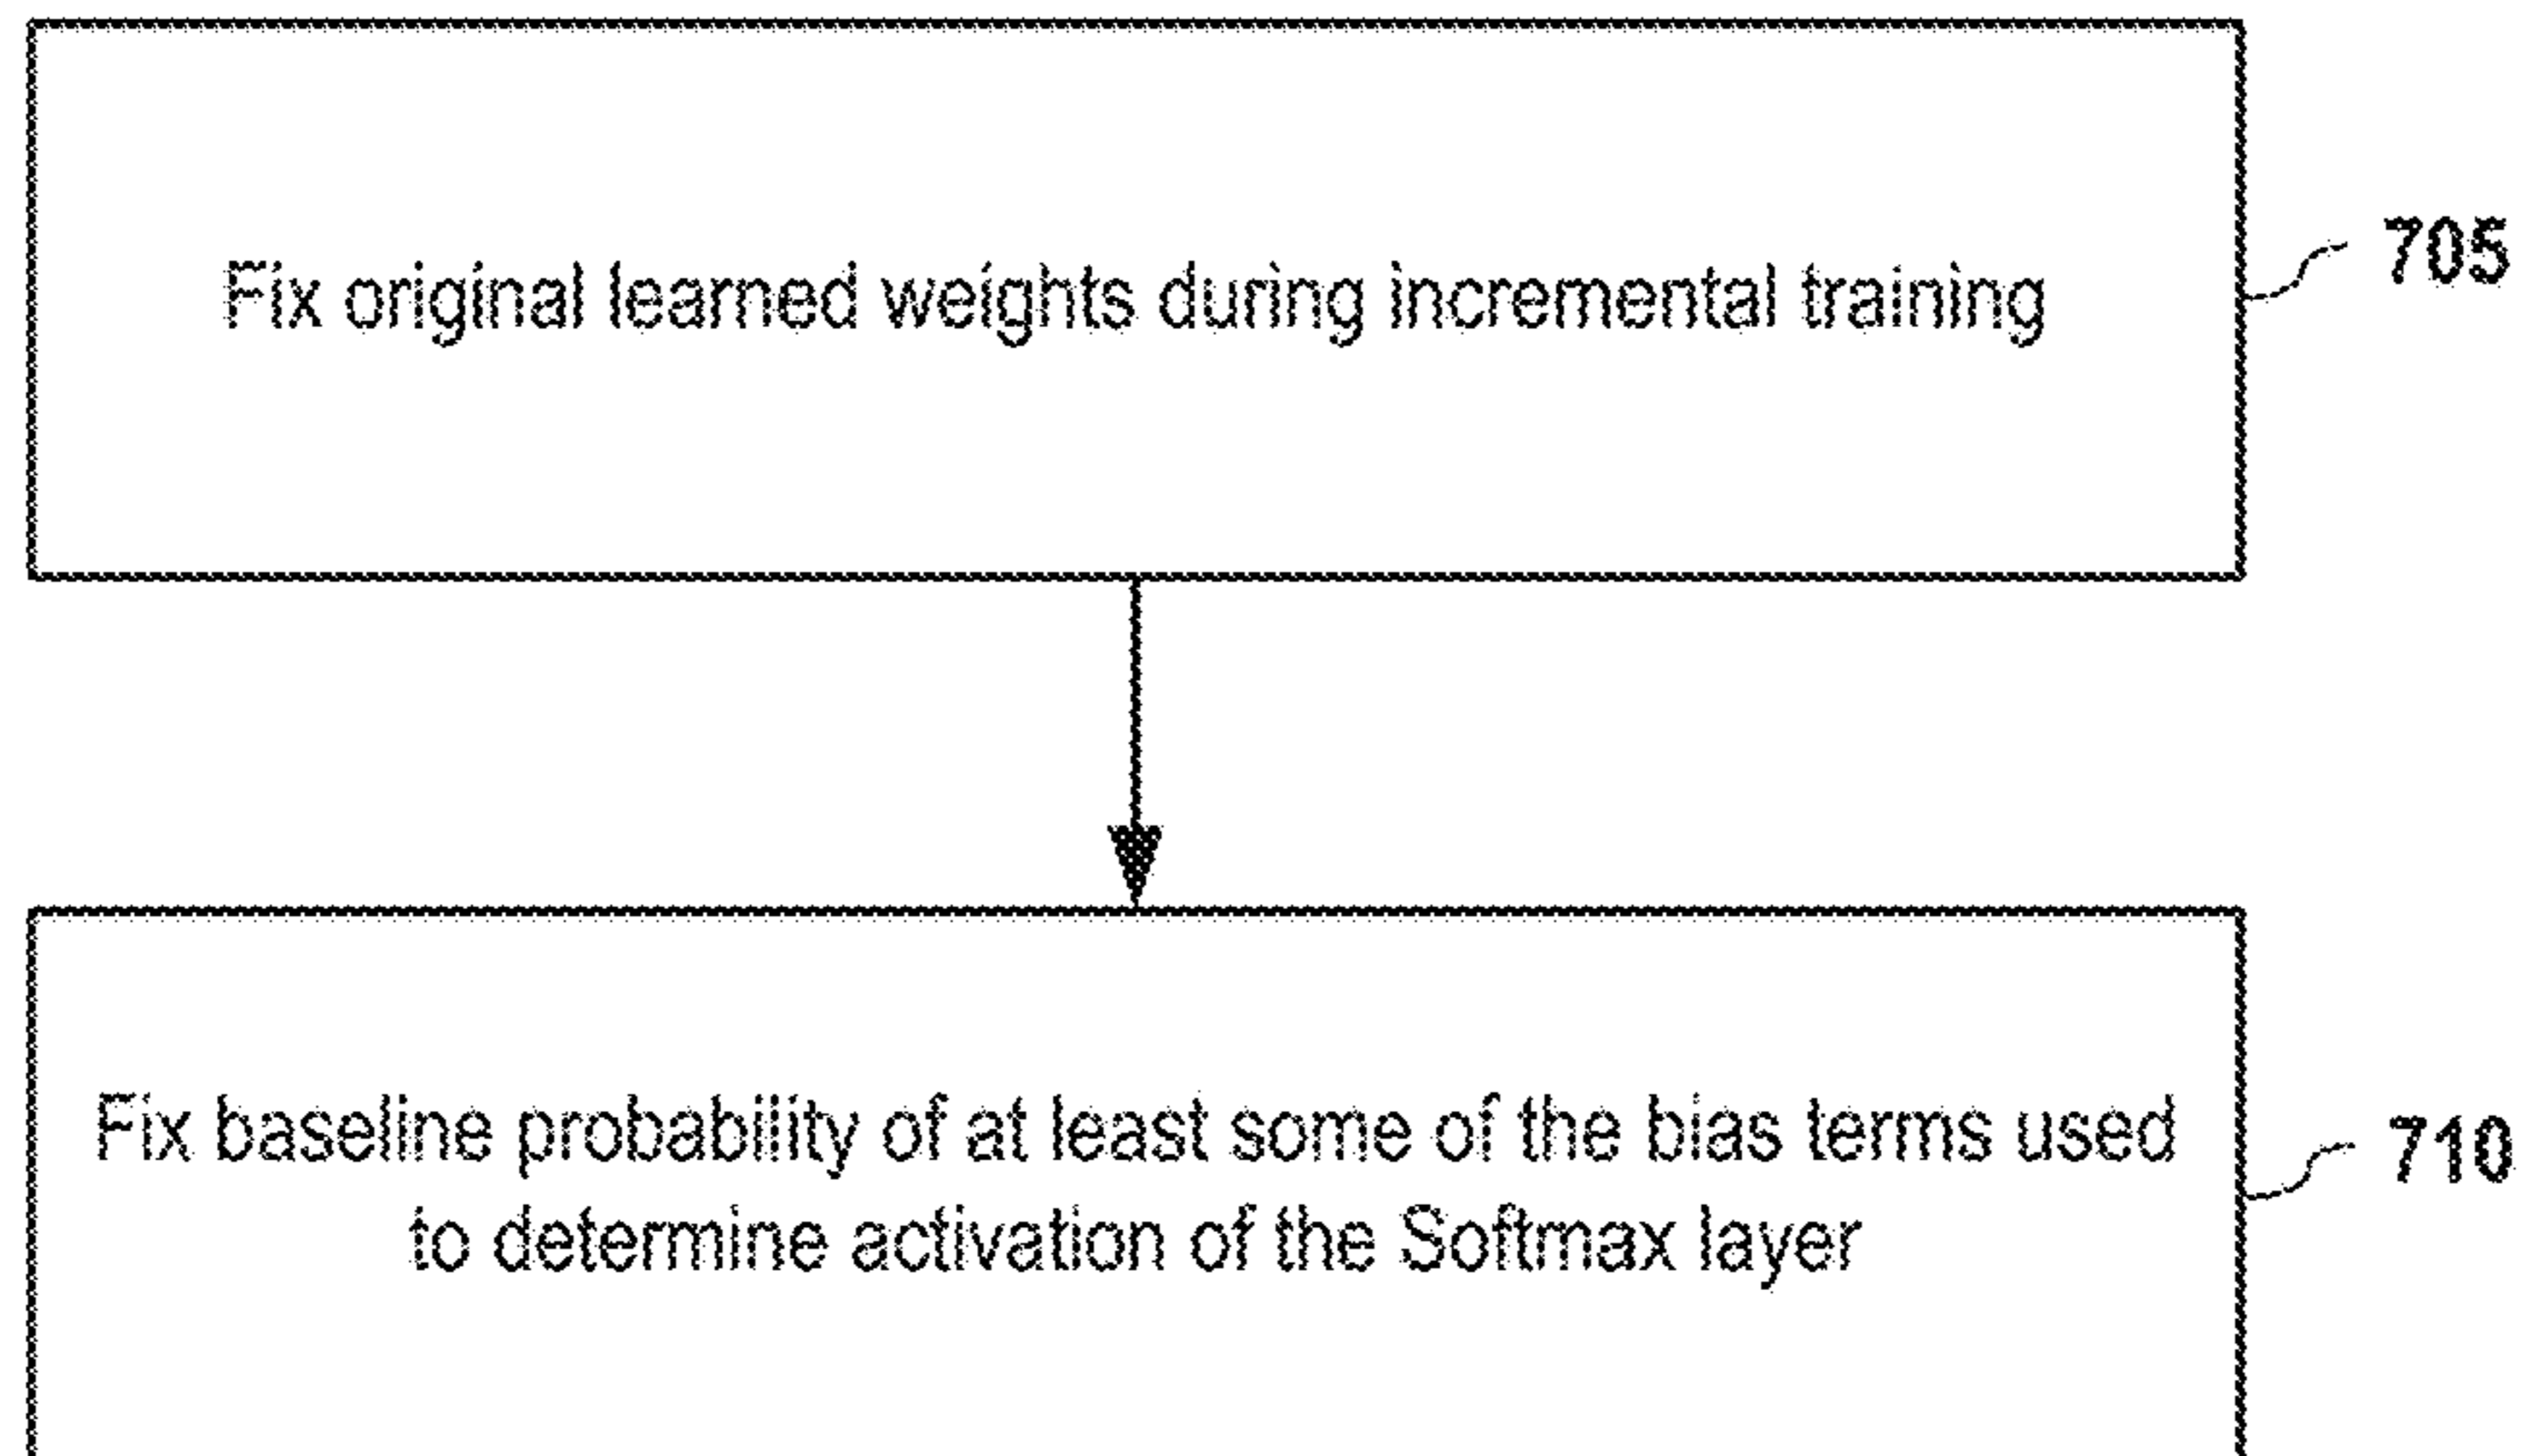 Fix original learned weights during incremental training
705
Fix baseline probability of at least some of the bias terms used
to determine activation of the Softmax layer
710